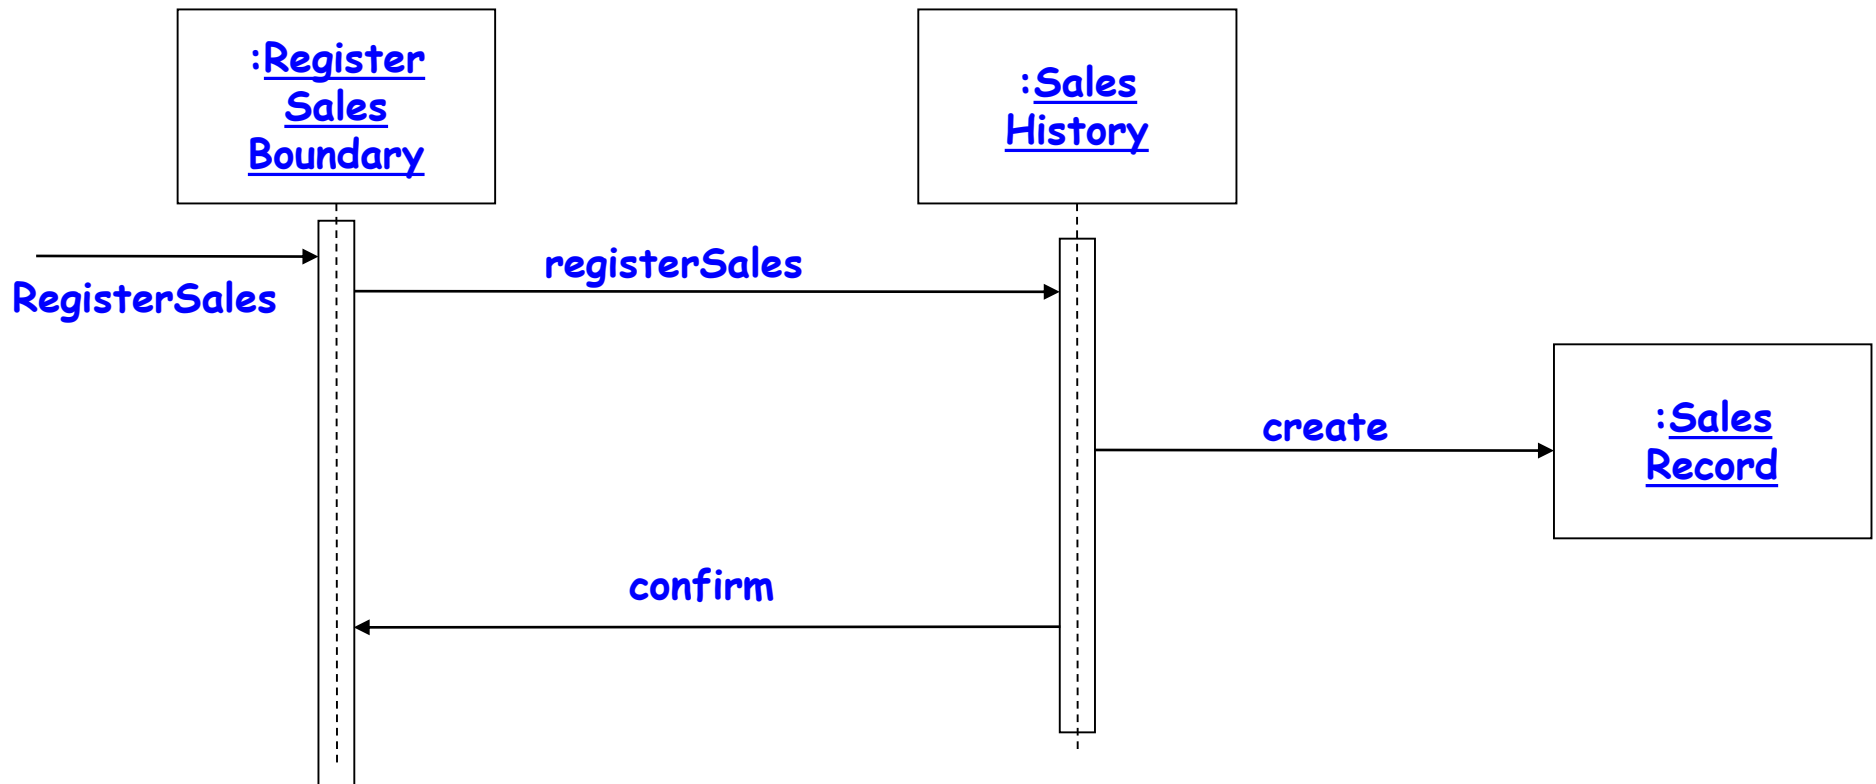 :Register
Sales
Boundary
:Sales
History
registerSales
RegisterSales
create
:Sales
Record
confirm